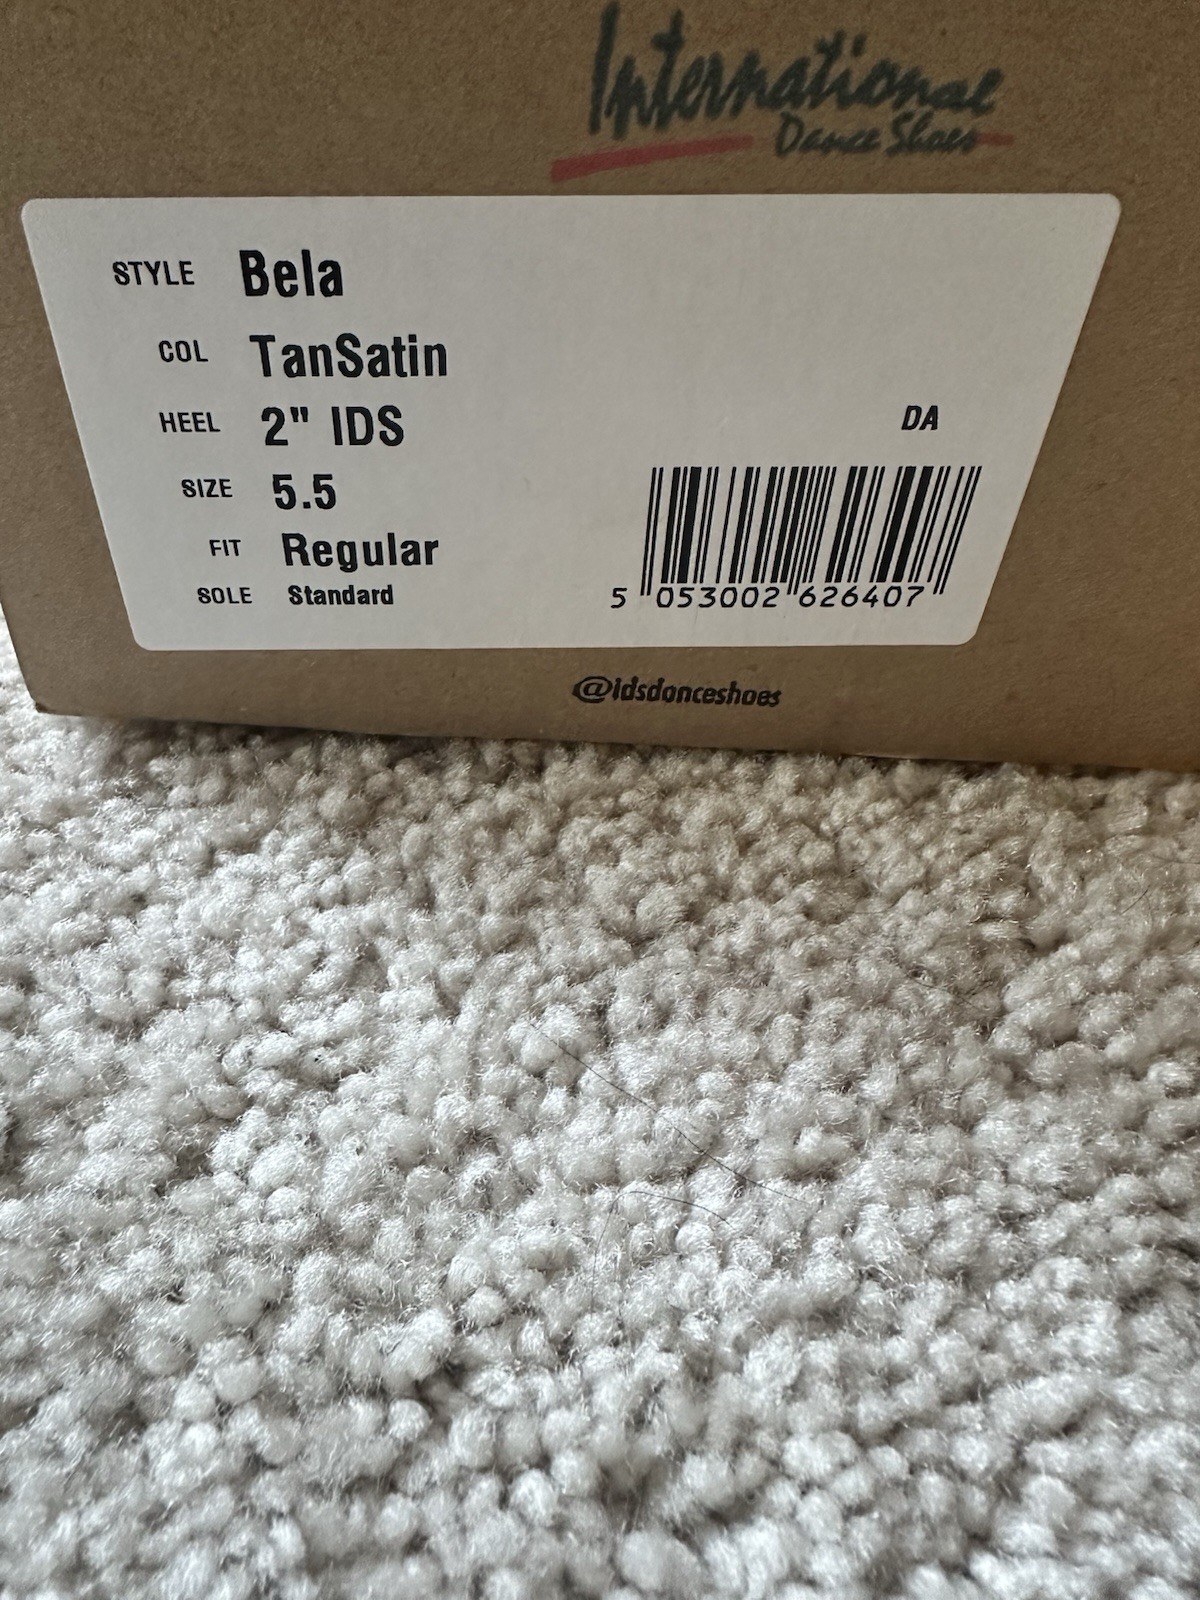 International
Dance Shoes
STYLE Bela
COL TanSatin
HEEL 2" IDS
DA
SIZE 5.5
FIT Regular
SOLE Standard
5 053002 626407
@idsdanceshoes